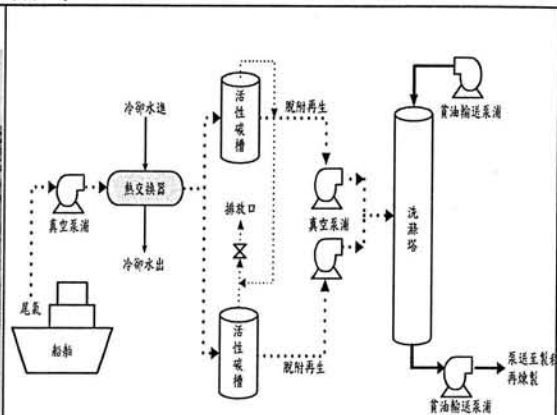 冷卻水進
活性碳槽
脫附再生
貧油輸送泵浦
熱交換器
真空泵浦
排放口
真空泵浦
洗滌塔
冷卻水出
尾氣
船舶
活性碳槽
脫附再生
泵送至製程
再煉製
貧油輸送泵浦